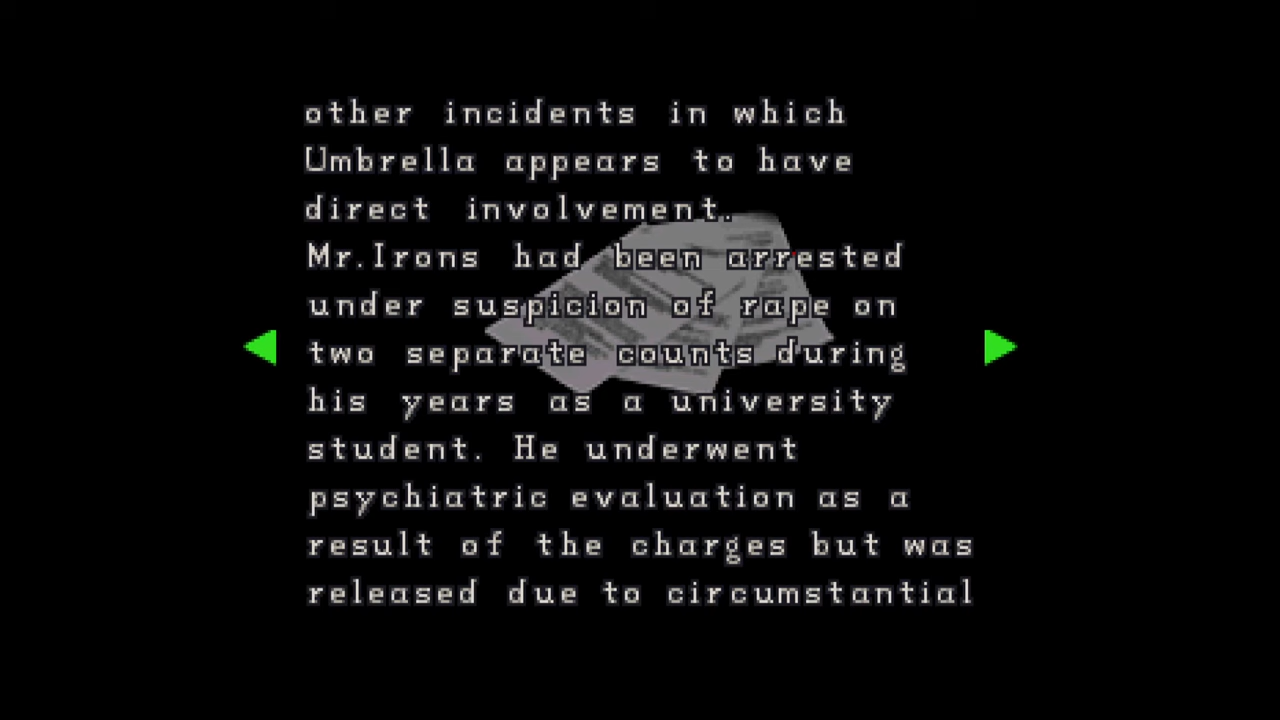 other incidents in which
Umbrella appears to have
direct involvement.
Mr.Irons had been arrested
under suspicion of rape on
two separate counts during
his years as a university
student. He underwent
psychiatric evaluation as a
result of the charges but was
released due to circumstantial